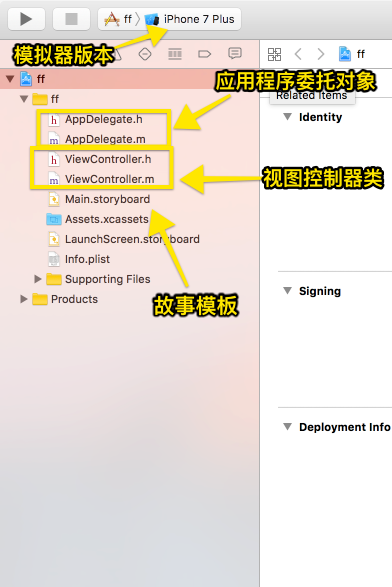 ff
iPhone 7 Plus
模拟器版本
ff
ff
应用程序委托对象
Related Items
ff
AppDelegate.h
AppDelegate.m
Identity
ViewController.h
ViewController.m
视图控制器类
Main.storyboard
Assets.xcassets
LaunchScreen.storyboard
Info.plist
Supporting Files
Signing
Products
故事模板
Deployment Info